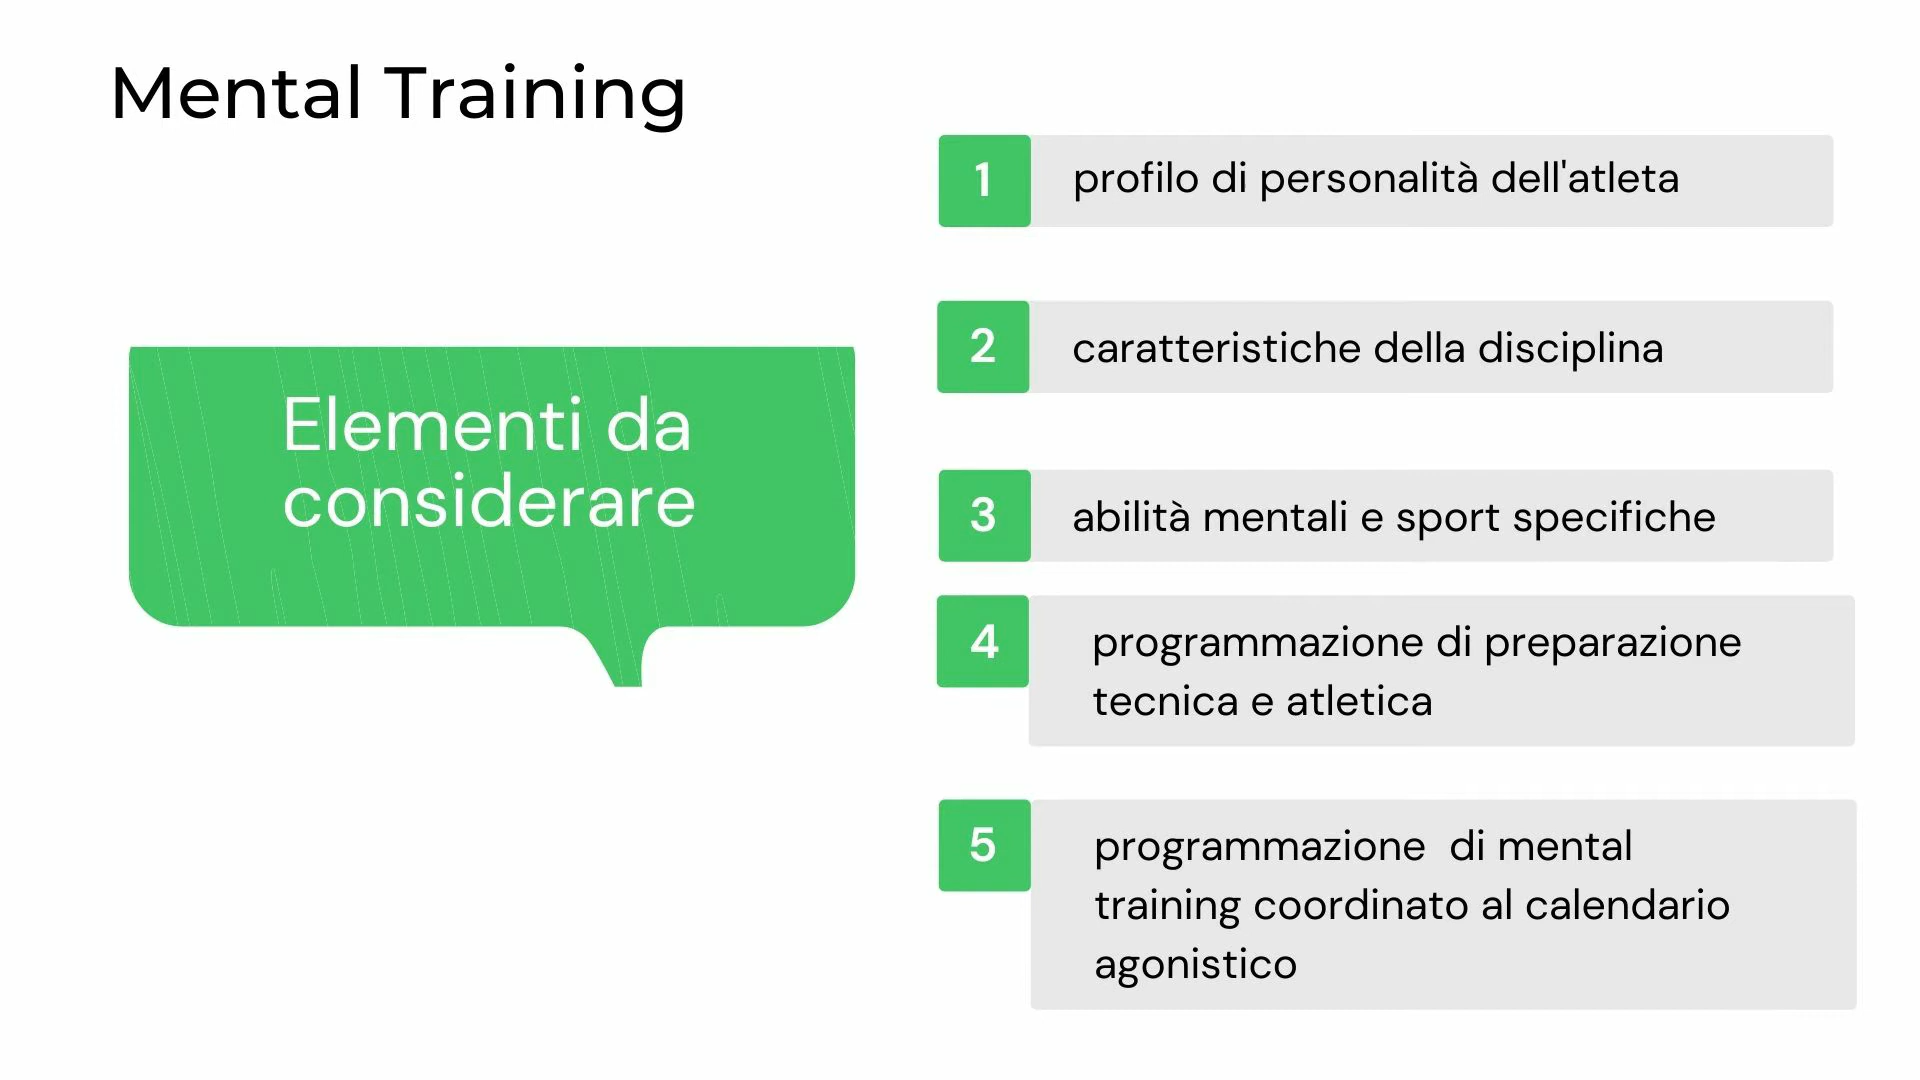 Mental Training
Elementi da
considerare
1 profilo di personalità dell'atleta
2 caratteristiche della disciplina
3 abilità mentali e sport specifiche
4 programmazione di preparazione
tecnica e atletica
5 programmazione  di mental
training coordinato al calendario
agonistico